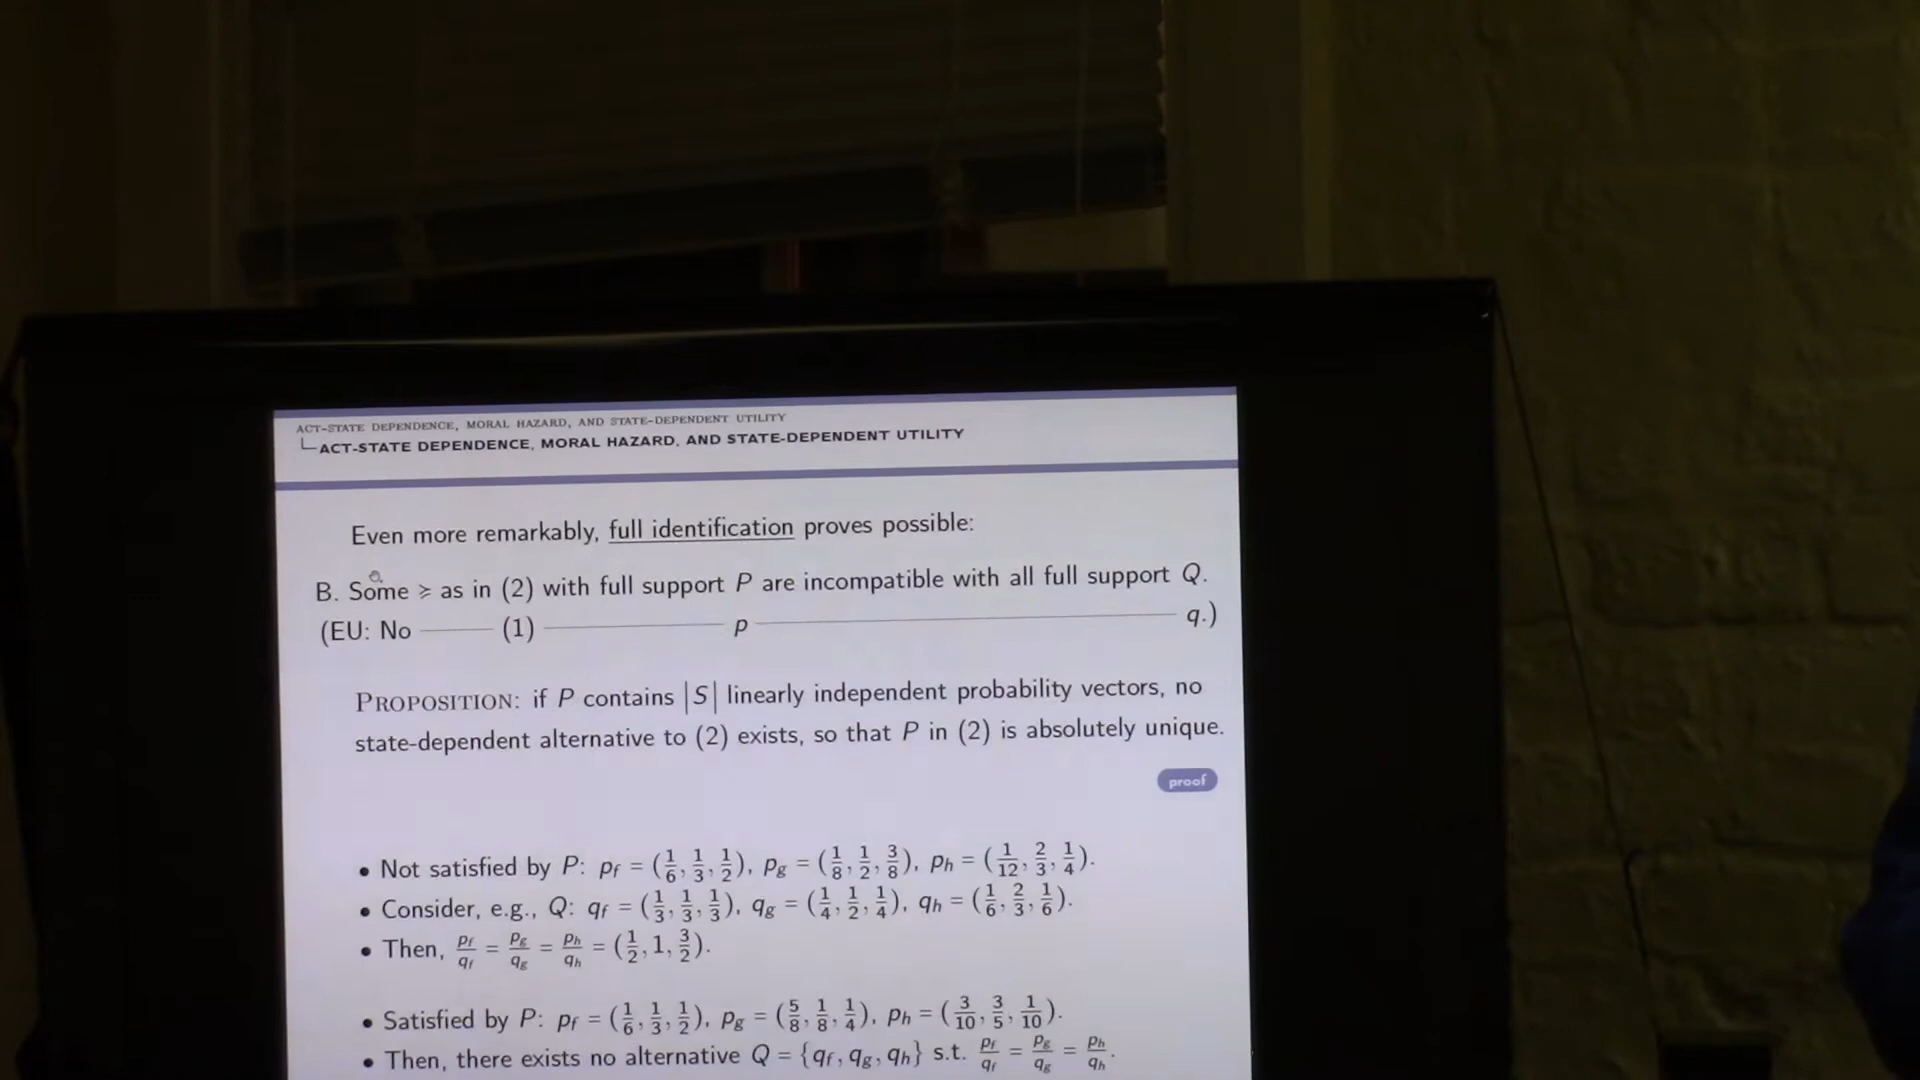 ACT-STATE DEPENDENCE, MORAL HAZARD, AND STATE-DEPENDENT UTILITY
ACT-STATE DEPENDENCE, MORAL HAZARD, AND STATE-DEPENDENT UTILITY
Even more remarkably, full identification proves possible:
B. Some ≽ as in (2) with full support P are incompatible with all full support Q.
(EU: No ——— (1) ——— p ——— q.)
PROPOSITION: if P contains |S| linearly independent probability vectors, no
state-dependent alternative to (2) exists, so that P in (2) is absolutely unique.
proof
• Not satisfied by P: p_f = (1/6, 1/3, 1/2), p_g = (1/8, 1/2, 3/8), p_h = (1/12, 2/3, 1/4).
• Consider, e.g., Q: q_f = (1/3, 1/3, 1/3), q_g = (1/4, 1/2, 1/4), q_h = (1/6, 2/3, 1/6).
• Then, p_f/q_f = p_g/q_g = p_h/q_h = (1/2, 1, 3/2).
• Satisfied by P: p_f = (1/6, 1/3, 1/2), p_g = (5/8, 1/8, 1/4), p_h = (3/10, 3/5, 1/10).
• Then, there exists no alternative Q = {q_f, q_g, q_h} s.t. p_f/q_f = p_g/q_g = p_h/q_h.